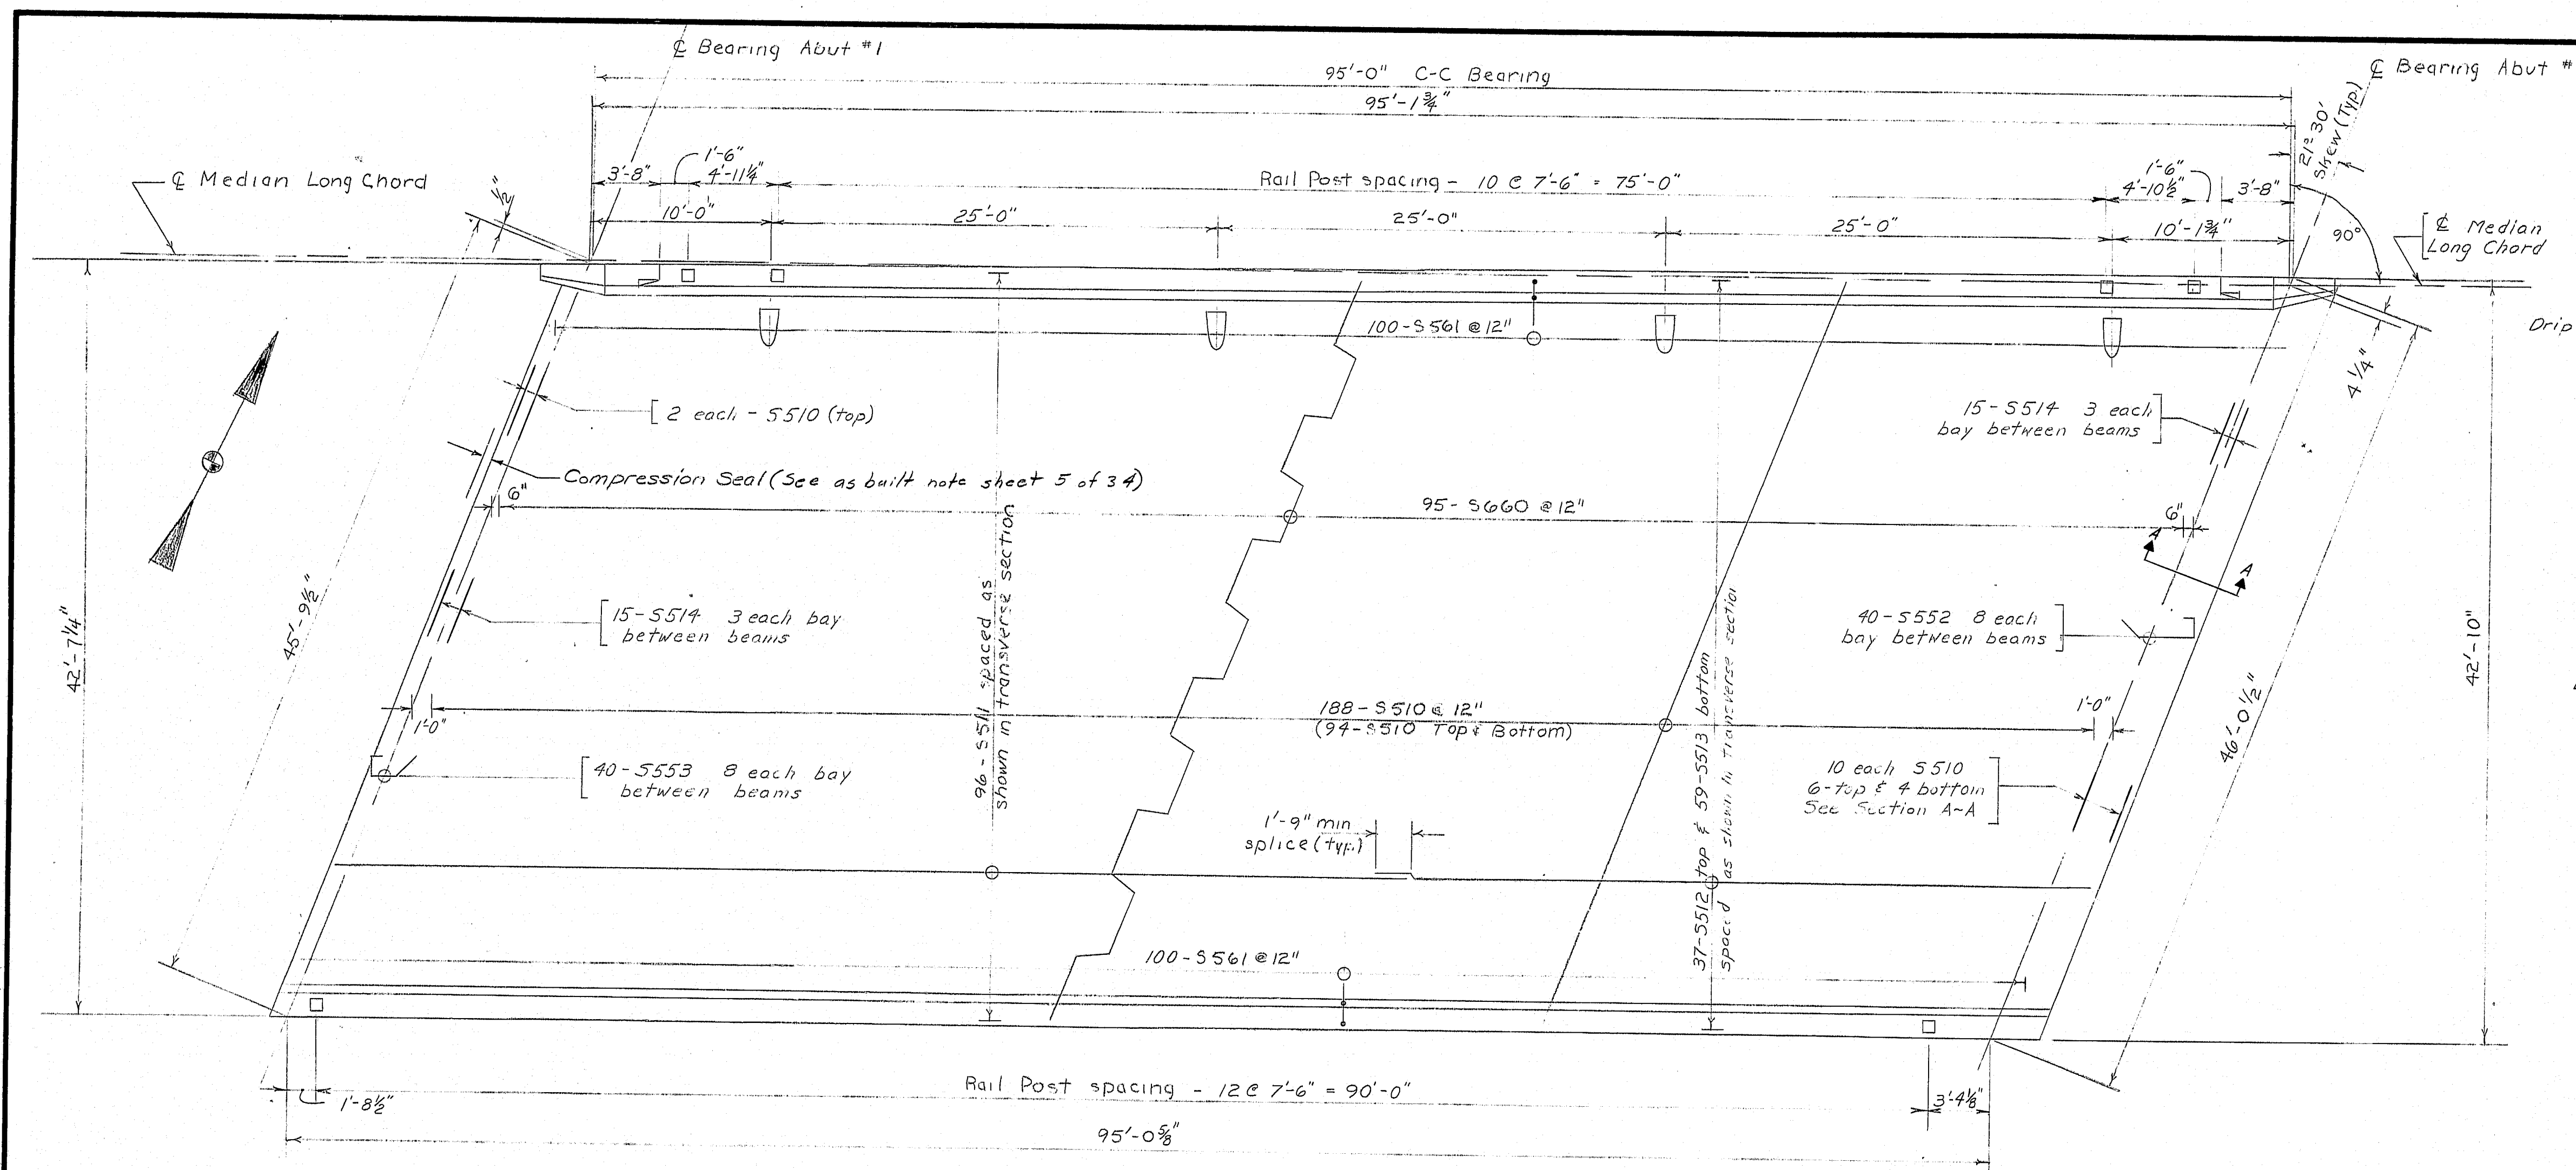 ℄ Bearing Abut #1
95'-0" C-C Bearing
℄ Bearing Abut #
95'-1¾"
21°-30'
Skew (Typ)
℄ Median Long Chord
½"
3'-8"
1'-6"
4'-11¼"
Rail Post spacing - 10 @ 7'-6" = 75'-0"
1'-6"
4'-10½"
3'-8"
10'-0"
25'-0"
25'-0"
25'-0"
10'-1¾"
90°
℄ Median
Long Chord
100-S561 @ 12"
Drip
4¼"
2 each - S510 (top)
15-S514 3 each
bay between beams
Compression Seal (See as built note sheet 5 of 34)
6"
95-S660 @ 12"
6"
A
A
45'-9½"
42'-7¼"
15-S514 3 each bay
between beams
96-S511 spaced as
shown in transverse section
40-S552 8 each
bay between beams
42'-10"
46'-0½"
1'-0"
188-S510 @ 12"
(94-S510 Top & Bottom)
1'-0"
37-S512 top & 59-S513 bottom
spaced as shown in transverse section
40-S553 8 each bay
between beams
10 each S510
6-top & 4 bottom
See Section A~A
1'-9" min
splice (typ.)
100-S561 @ 12"
1'-8½"
Rail Post spacing - 12 @ 7'-6" = 90'-0"
3'-4⅛"
95'-0⅝"